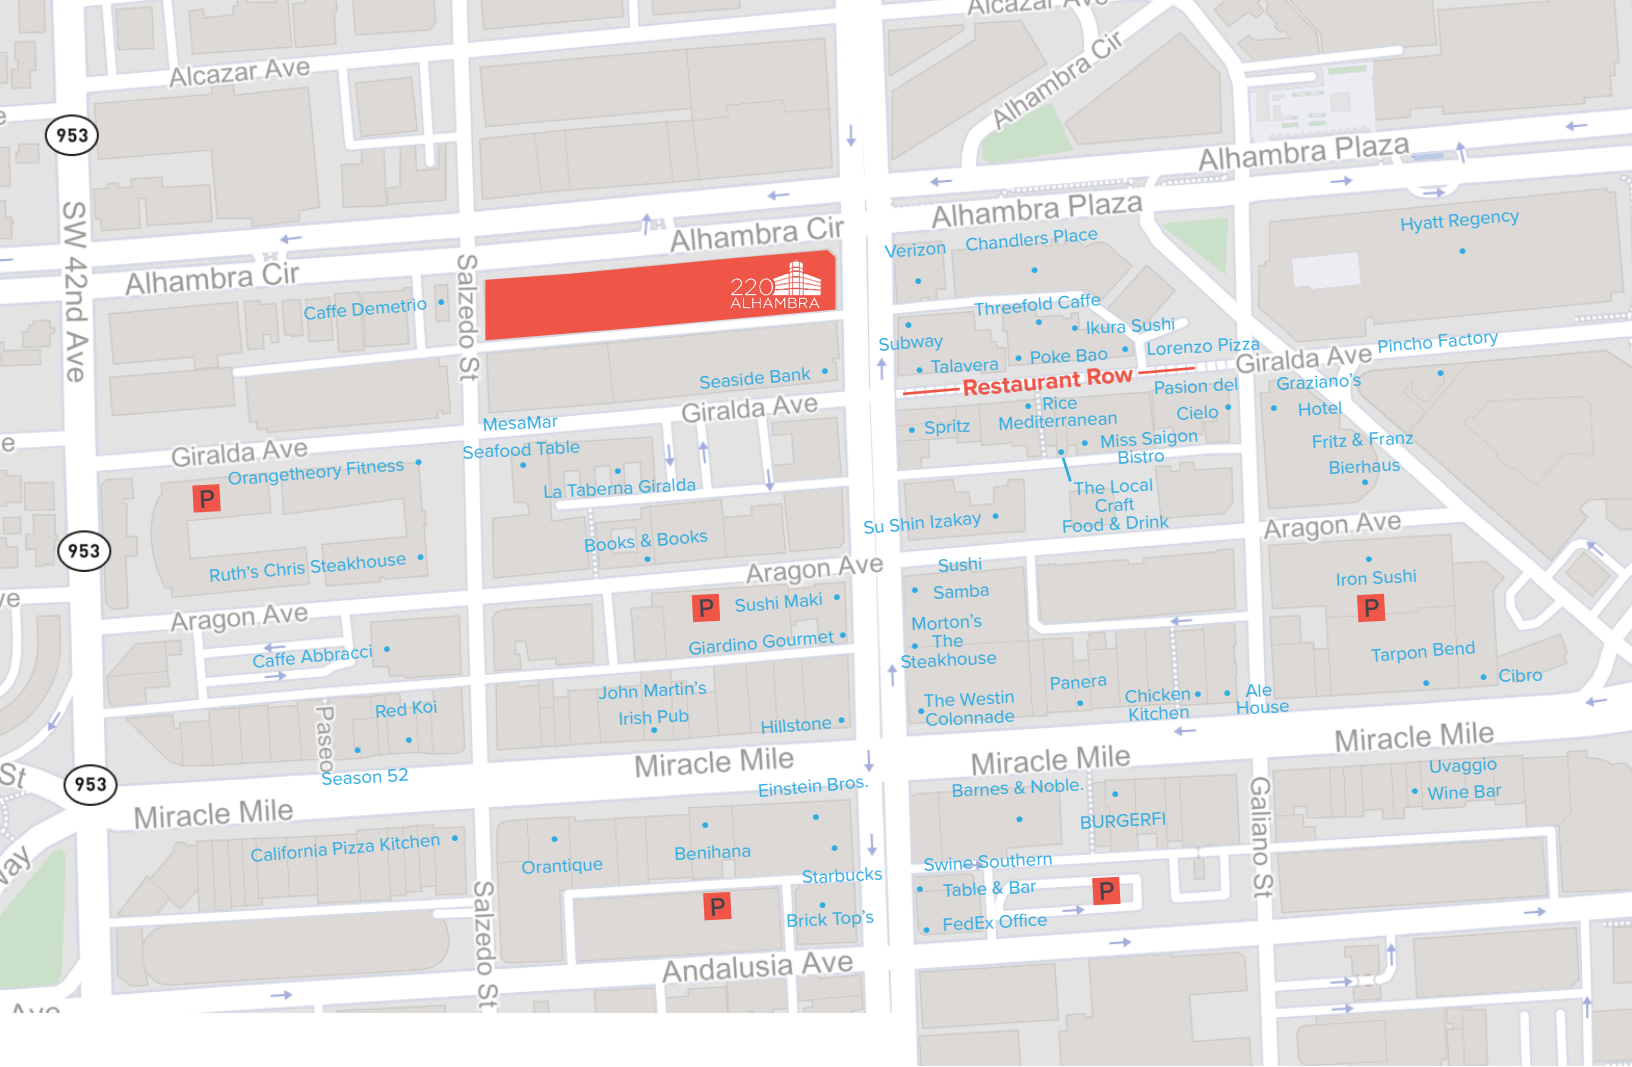 Alcazar Ave
Alcazar Ave
Alhambra Cir
953
Alhambra Plaza
Alhambra Plaza
Alhambra Cir
Alhambra Cir
SW 42nd Ave
Salzedo St
Hyatt Regency
Verizon
Chandlers Place
220
ALHAMBRA
Caffe Demetrio
Threefold Caffe
Ikura Sushi
Subway
Talavera
Poke Bao
Lorenzo Pizza
Giralda Ave
Pincho Factory
Restaurant Row
Seaside Bank
Giralda Ave
Pasion del
Cielo
Graziano's
Hotel
Rice
Mediterranean
Spritz
Miss Saigon
Bistro
Fritz & Franz
Bierhaus
MesaMar
Seafood Table
Giralda Ave
Orangetheory Fitness
P
La Taberna Giralda
The Local
Craft
Food & Drink
Su Shin Izakay
Aragon Ave
953
Books & Books
Ruth's Chris Steakhouse
Aragon Ave
Sushi
Samba
Iron Sushi
P
P
Sushi Maki
Aragon Ave
Giardino Gourmet
Morton's
The
Steakhouse
Caffe Abbracci
Tarpon Bend
Cibro
Panera
John Martin's
Irish Pub
Hillstone
The Westin
Colonnade
Chicken
Kitchen
Ale
House
Red Koi
Paseo
Season 52
Miracle Mile
Miracle Mile
Miracle Mile
St
953
Miracle Mile
Einstein Bros.
Barnes & Noble.
BURGERFI
Uvaggio
Wine Bar
Galiano St
California Pizza Kitchen
Orantique
Benihana
Starbucks
Swine Southern
Table & Bar
P
FedEx Office
P
Brick Top's
Salzedo St
Andalusia Ave
Way
Ave